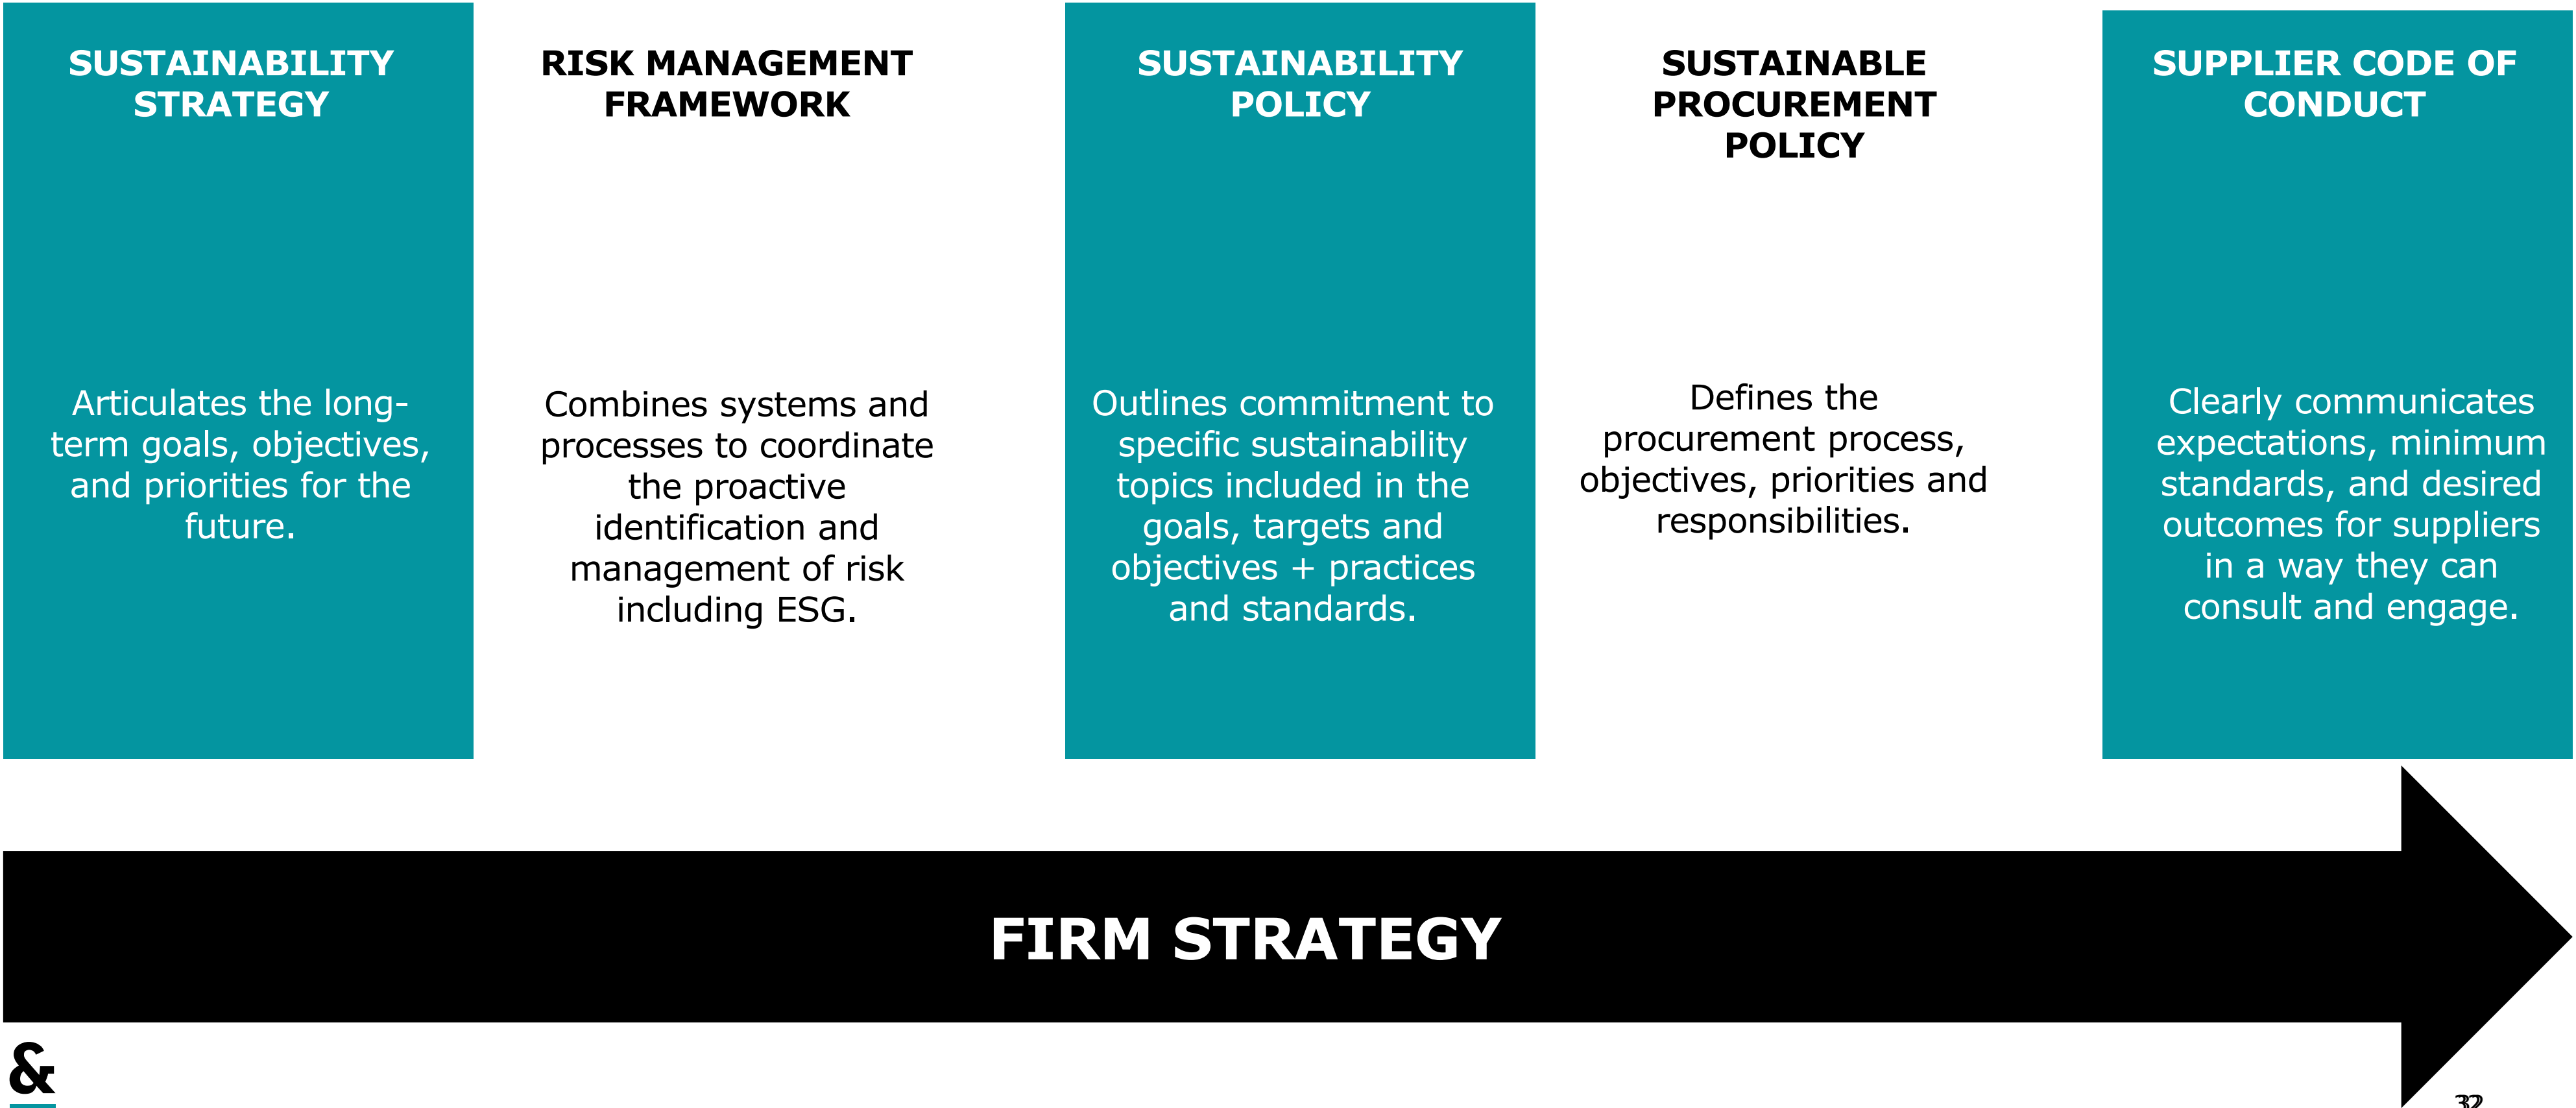 SUSTAINABILITY
STRATEGY
Articulates the long-
term goals, objectives,
and priorities for the
future.
RISK MANAGEMENT
FRAMEWORK
Combines systems and
processes to coordinate
the proactive
identification and
management of risk
including ESG.
SUSTAINABILITY
POLICY
Outlines commitment to
specific sustainability
topics included in the
goals, targets and
objectives + practices
and standards.
SUSTAINABLE
PROCUREMENT
POLICY
Defines the
procurement process,
objectives, priorities and
responsibilities.
SUPPLIER CODE OF
CONDUCT
Clearly communicates
expectations, minimum
standards, and desired
outcomes for suppliers
in a way they can
consult and engage.
FIRM STRATEGY
&